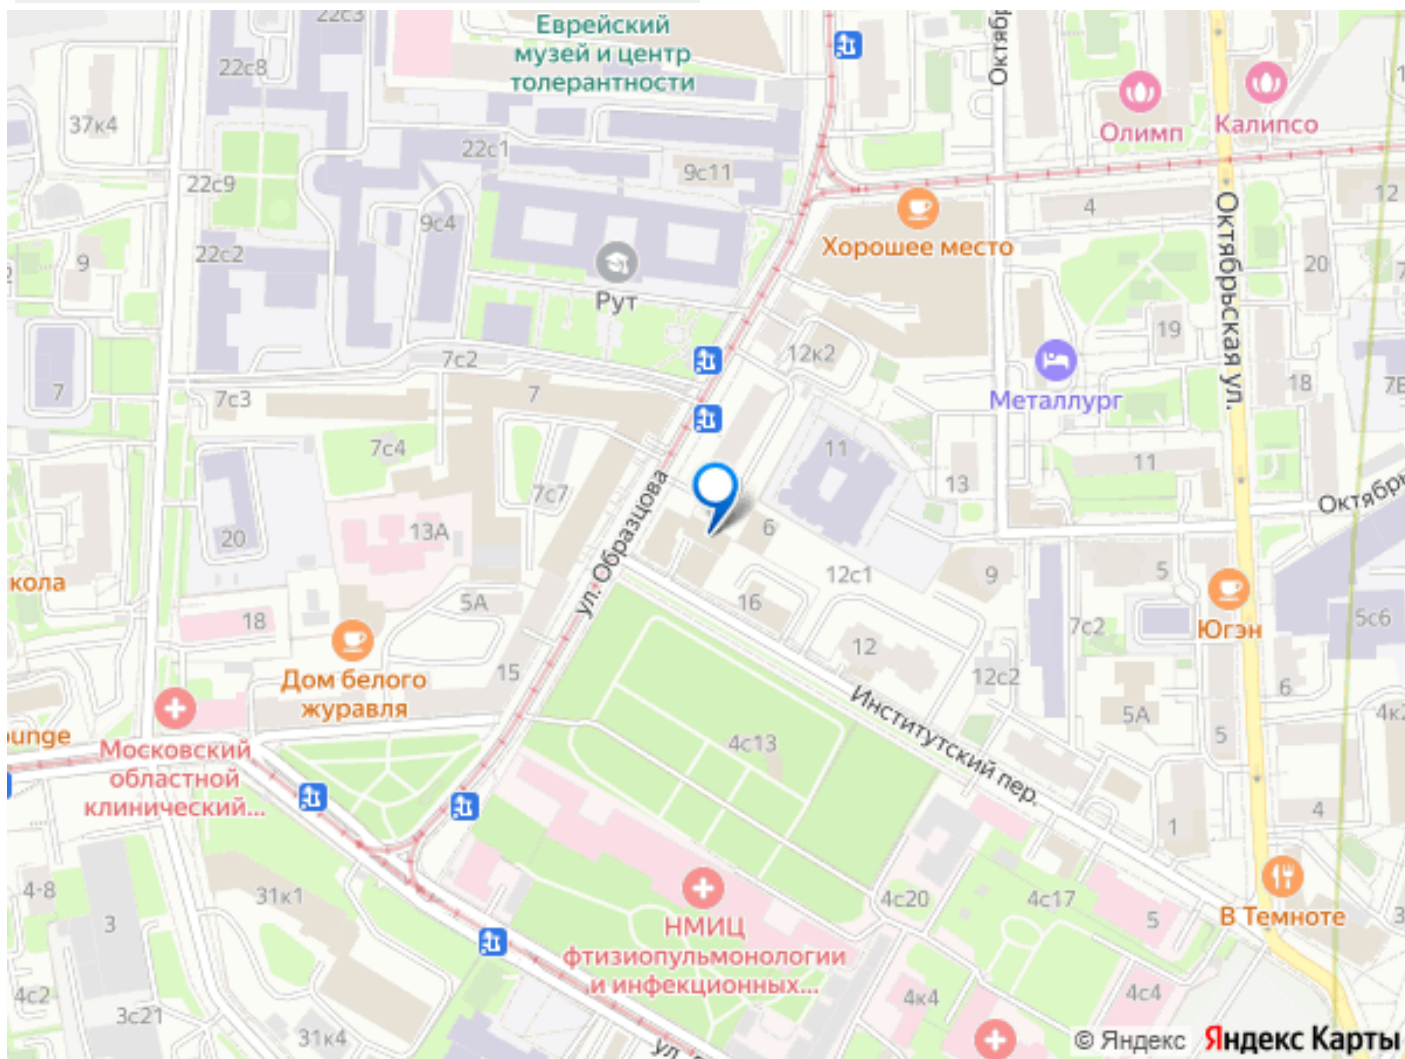 22с3
Еврейский
музей и центр
толерантности
22с8
37к4
22с1
9с11
22с9
9с4
22с2
9
Рут
Октябр
Олимп
Калипсо
12
4
Хорошее место
20
Октябрьская ул.
19
12к2
7с2
7
Металлург
18
7В
7с3
7
7с4
11
11
13
7с7
ул. Образцова
Октябрь
20
13А
6
кола
12с1
9
5
5А
16
18
Югэн
7с2
5с6
Дом белого
журавля
15
12
12с2
6
5А
unge
Институтский пер.
5
4к2
Московский
областной
клинический...
4с13
1
4
4-8
31к1
3
НМИЦ
фтизиопульмонологии
и инфекционных...
4с20
4с17
5
В Темноте
3
4с2
3с21
31к4
4к4
4с4
© Яндекс Яндекс Карты